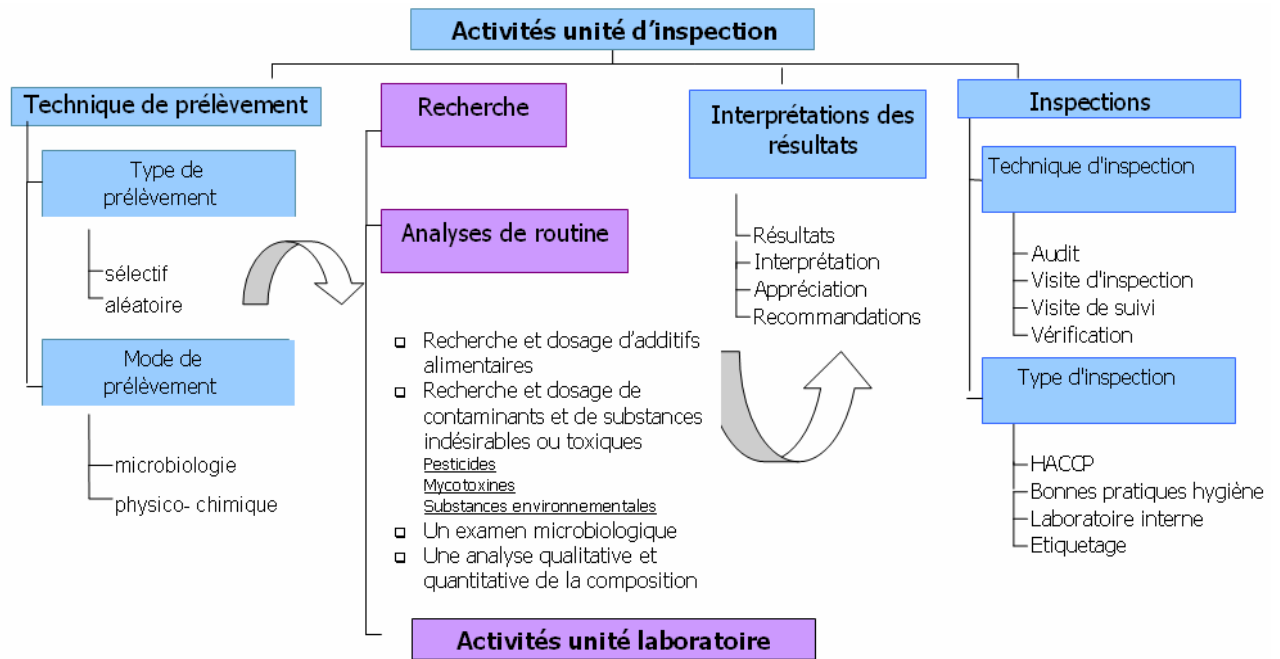 Activités unité d'inspection
Technique de prélèvement
Type de
prélèvement
sélectif
aléatoire
Mode de
prélèvement
microbiologie
physico- chimique
Recherche
Analyses de routine
Recherche et dosage d'additifs
alimentaires
Recherche et dosage de
contaminants et de substances
indésirables ou toxiques
Pesticides
Mycotoxines
Substances environnementales
Un examen microbiologique
Une analyse qualitative et
quantitative de la composition
Activités unité laboratoire
Interprétations des
résultats
Résultats
Interprétation
Appréciation
Recommandations
Inspections
Technique d'inspection
Audit
Visite d'inspection
Visite de suivi
Vérification
Type d'inspection
HACCP
Bonnes pratiques hygiène
Laboratoire interne
Etiquetage